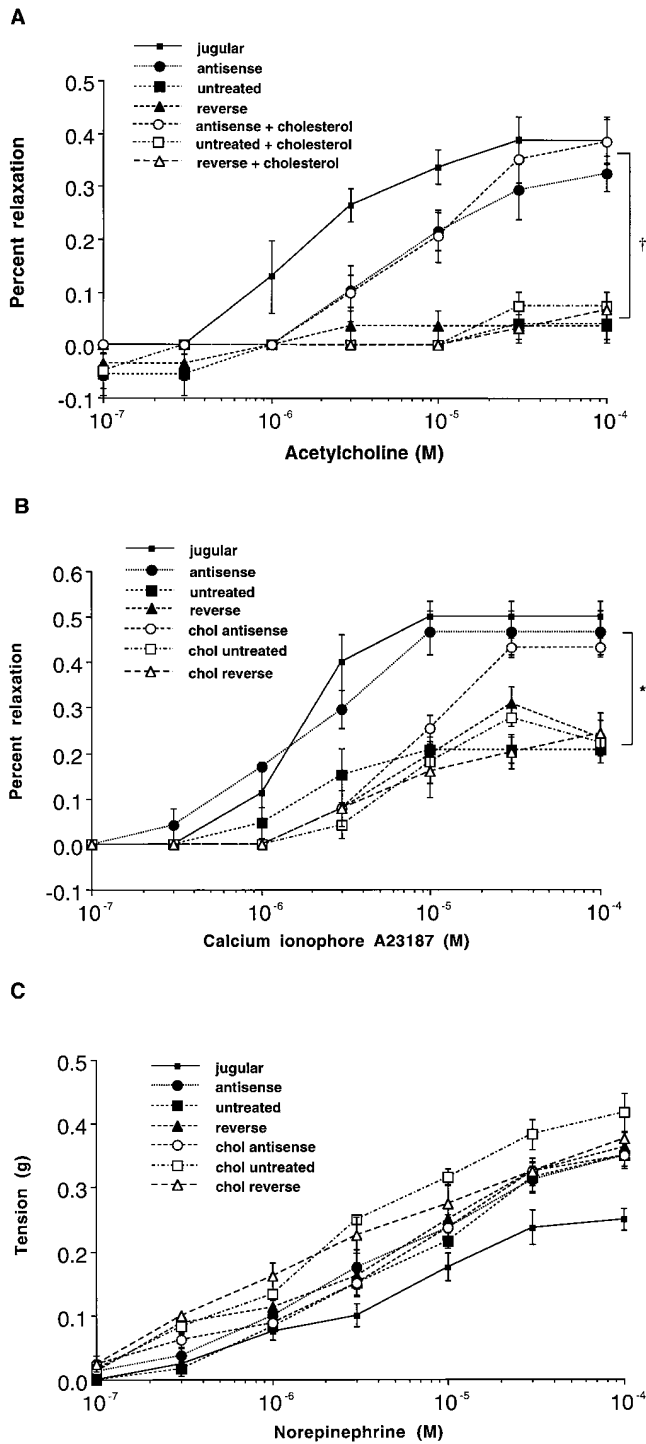 A
jugular
antisense
untreated
reverse
antisense + cholesterol
untreated + cholesterol
reverse + cholesterol
0.5
0.4
0.3
0.2
0.1
0.0
-0.1
Percent relaxation
†
10⁻⁷
10⁻⁶
10⁻⁵
10⁻⁴
Acetylcholine (M)
B
jugular
antisense
untreated
reverse
chol antisense
chol untreated
chol reverse
0.6
0.5
0.4
0.3
0.2
0.1
0.0
-0.1
Percent relaxation
*
10⁻⁷
10⁻⁶
10⁻⁵
10⁻⁴
Calcium ionophore A23187 (M)
C
jugular
antisense
untreated
reverse
chol antisense
chol untreated
chol reverse
0.5
0.4
0.3
0.2
0.1
0.0
Tension (g)
10⁻⁷
10⁻⁶
10⁻⁵
10⁻⁴
Norepinephrine (M)